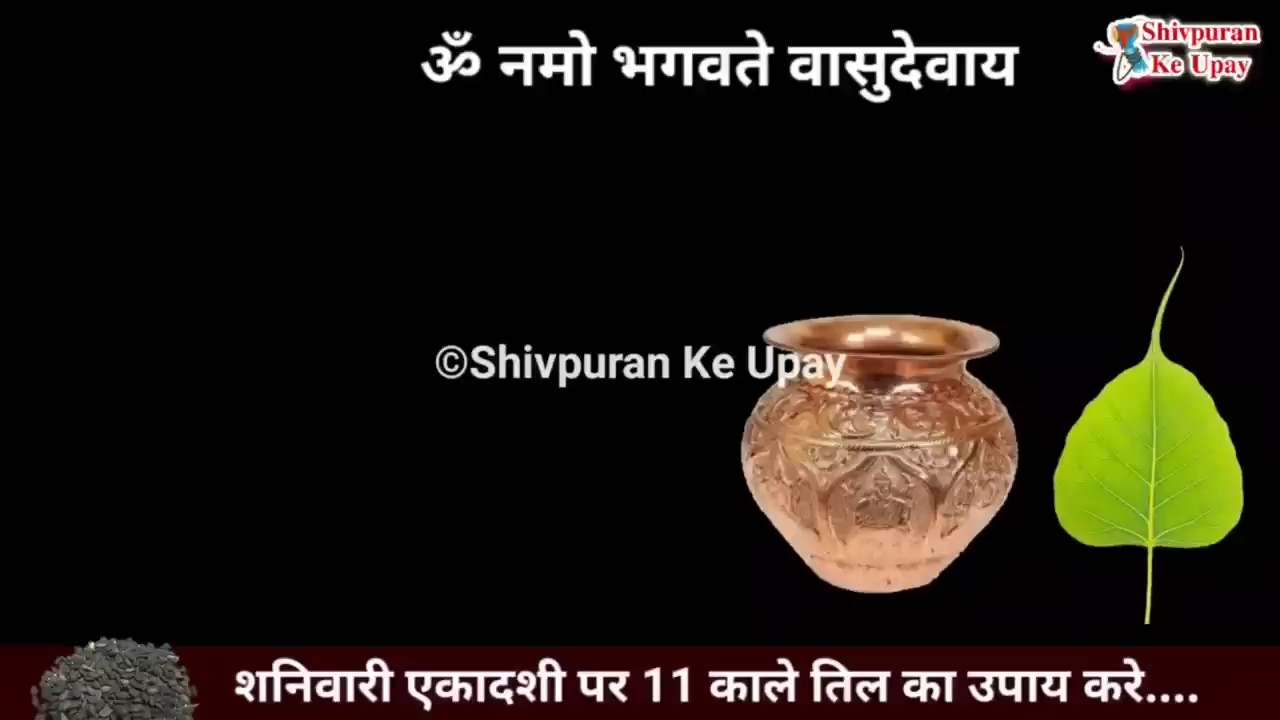 ॐ नमो भगवते वासुदेवाय
Shivpuran
Ke Upay
©Shivpuran Ke Upay
शनिवारी एकादशी पर 11 काले तिल का उपाय करे....